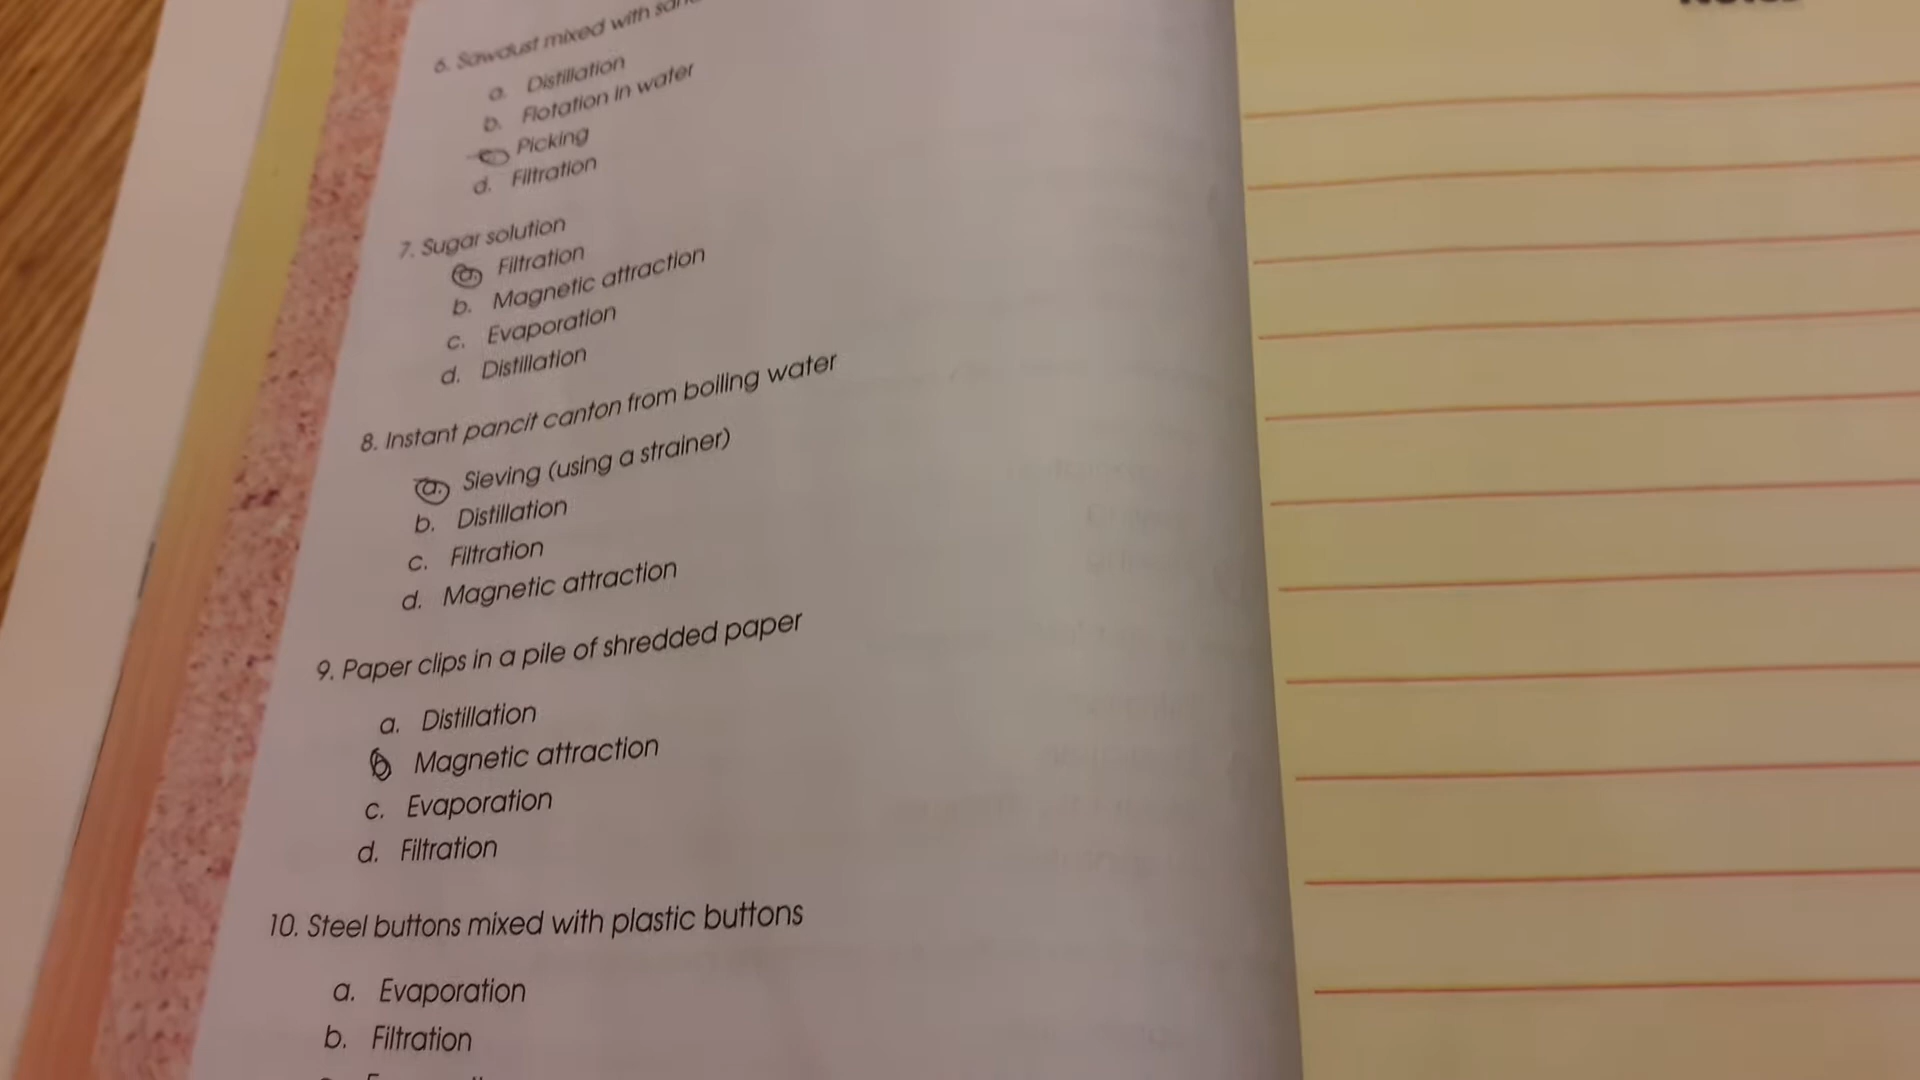 6. Sawdust mixed with
a. Distillation
b. Flotation in water
Picking
d. Filtration
7. Sugar solution
a. Filtration
b. Magnetic attraction
c. Evaporation
d. Distillation
8. Instant pancit canton from boiling water
a. Sieving (using a strainer)
b. Distillation
c. Filtration
d. Magnetic attraction
9. Paper clips in a pile of shredded paper
a. Distillation
b Magnetic attraction
c. Evaporation
d. Filtration
10. Steel buttons mixed with plastic buttons
a. Evaporation
b. Filtration